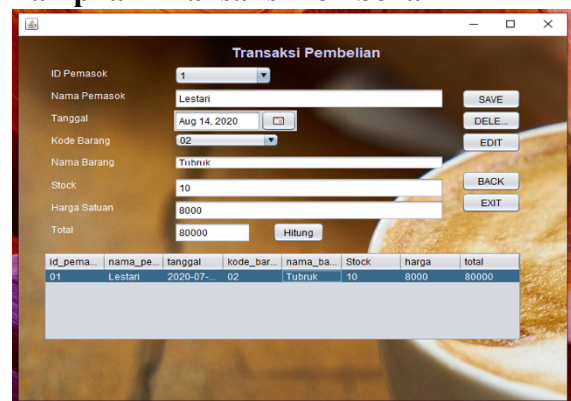 Transaksi Pembelian
ID Pemasok 1
Nama Pemasok Lestari SAVE
Tanggal Aug 14, 2020 DELE...
Kode Barang 02 EDIT
Nama Barang Tubruk
Stock 10 BACK
Harga Satuan 8000 EXIT
Total 80000 Hitung
id_pema... nama_pe... tanggal kode_bar... nama_ba... Stock harga total
01 Lestari 2020-07-... 02 Tubruk 10 8000 80000